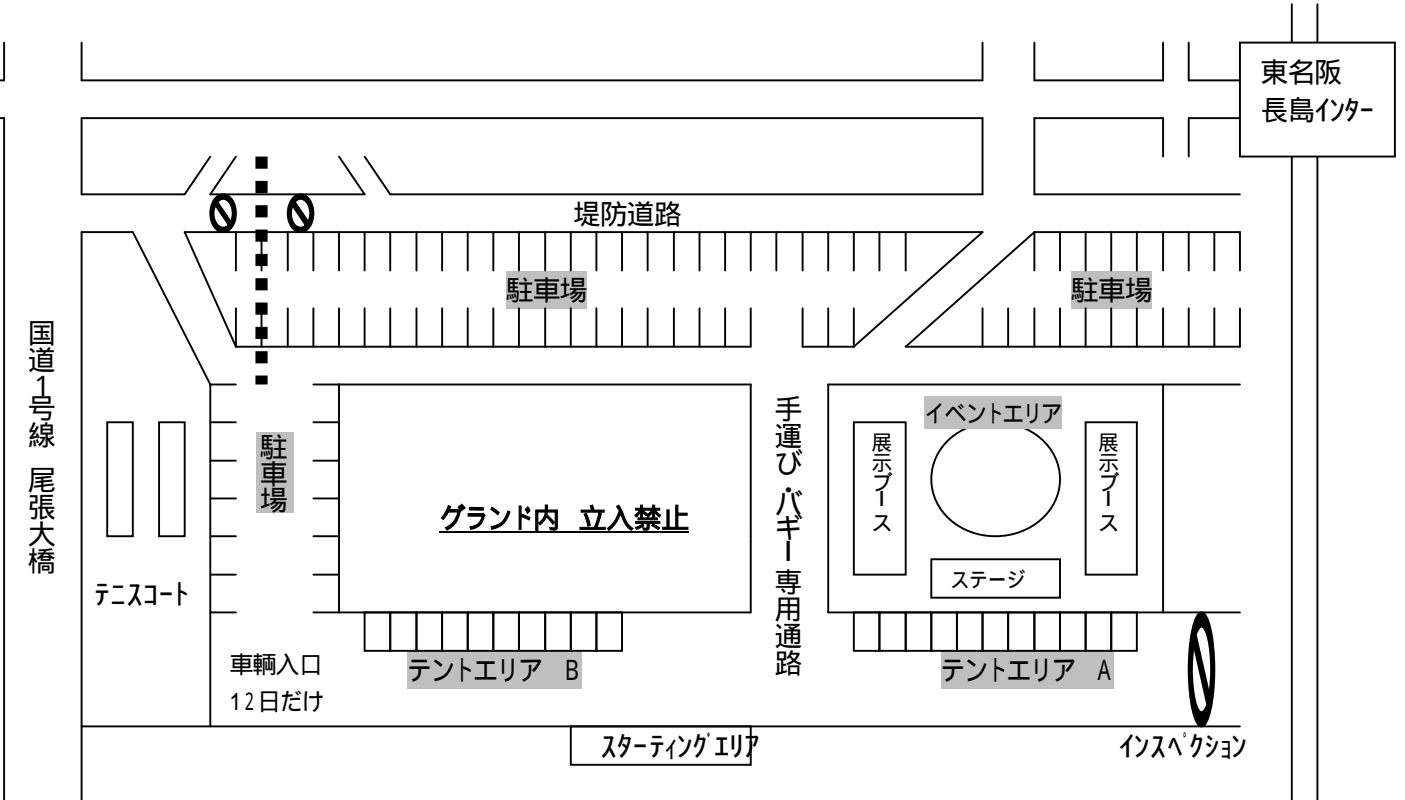 東名阪
長島インター
堤防道路
駐車場
駐車場
国道1号線 尾張大橋
駐車場
手運び・バギー専用通路
イベントエリア
展示ブース
展示ブース
グランド内　立入禁止
ステージ
テニスコート
車輌入口
12日だけ
テントエリア　B
テントエリア　A
スターティングエリア
インスペクション